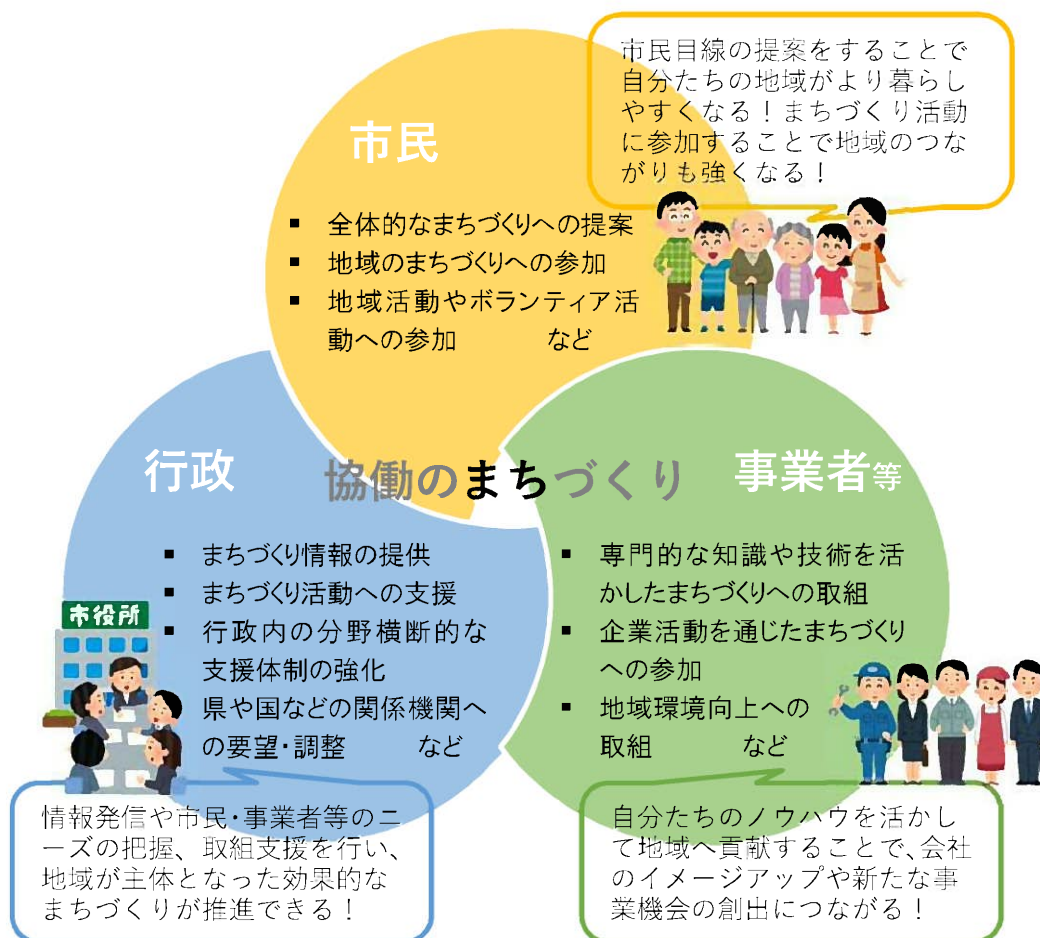 市民目線の提案をすることで
自分たちの地域がより暮らし
やすくなる！まちづくり活動
に参加することで地域のつな
がりも強くなる！
市民
▪ 全体的なまちづくりへの提案
▪ 地域のまちづくりへの参加
▪ 地域活動やボランティア活
動への参加　　　など
協働のまちづくり
行政
▪ まちづくり情報の提供
▪ まちづくり活動への支援
▪ 行政内の分野横断的な
支援体制の強化
県や国などの関係機関へ
の要望・調整　　　など
市役所
情報発信や市民・事業者等のニ
ーズの把握、取組支援を行い、
地域が主体となった効果的な
まちづくりが推進できる！
事業者等
▪ 専門的な知識や技術を活
かしたまちづくりへの取組
▪ 企業活動を通じたまちづくり
への参加
▪ 地域環境向上への
取組　　　など
自分たちのノウハウを活かし
て地域へ貢献することで、会社
のイメージアップや新たな事
業機会の創出につながる！